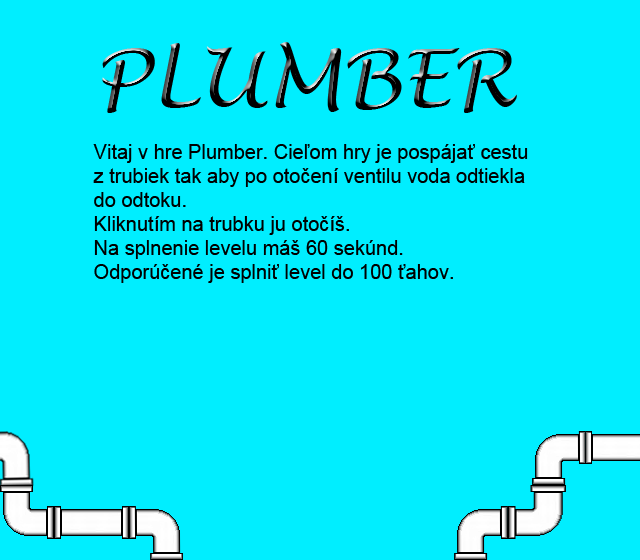 PLUMBER
Vitaj v hre Plumber. Cieľom hry je pospájať cestu
z trubiek tak aby po otočení ventilu voda odtiekla
do odtoku.
Kliknutím na trubku ju otočíš.
Na splnenie levelu máš 60 sekúnd.
Odporúčené je splniť level do 100 ťahov.